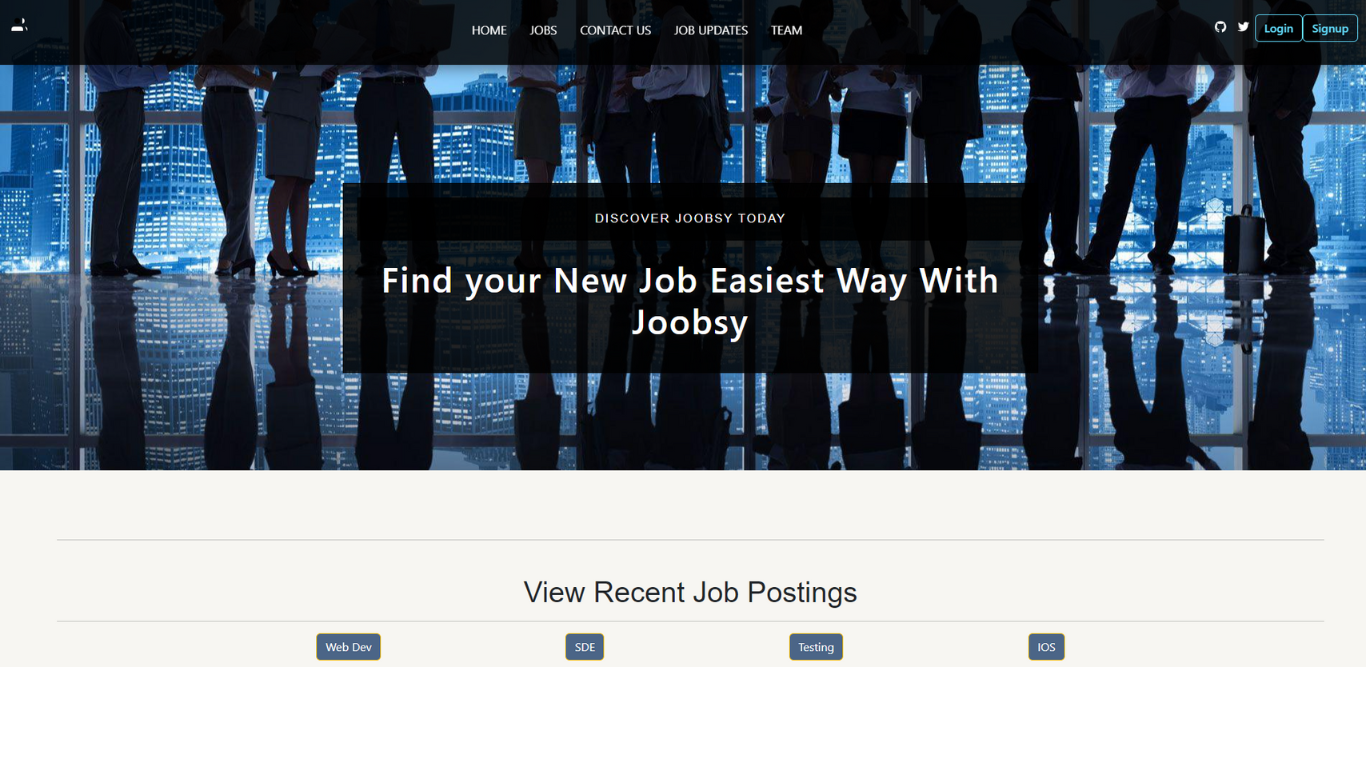 HOME JOBS CONTACT US JOB UPDATES TEAM Login Signup
DISCOVER JOOBSY TODAY
Find your New Job Easiest Way With
Joobsy
View Recent Job Postings
Web Dev SDE Testing IOS